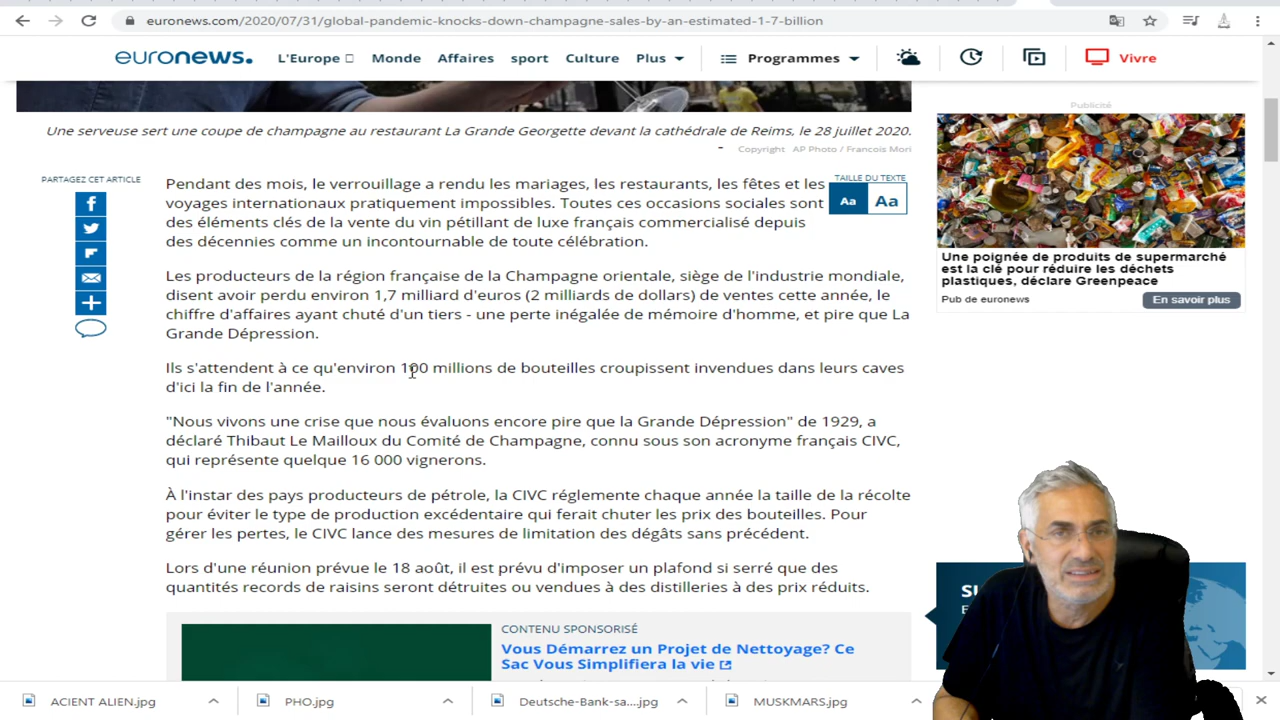 euronews.com/2020/07/31/global-pandemic-knocks-down-champagne-sales-by-an-estimated-1-7-billion
euronews.
L'Europe
Monde
Affaires
sport
Culture
Plus
Programmes
Vivre
Une serveuse sert une coupe de champagne au restaurant La Grande Georgette devant la cathédrale de Reims, le 28 juillet 2020.
- Copyright AP Photo / Francois Mori
PARTAGEZ CET ARTICLE
TAILLE DU TEXTE
Aa Aa
Pendant des mois, le verrouillage a rendu les mariages, les restaurants, les fêtes et les
voyages internationaux pratiquement impossibles. Toutes ces occasions sociales sont
des éléments clés de la vente du vin pétillant de luxe français commercialisé depuis
des décennies comme un incontournable de toute célébration.
Les producteurs de la région française de la Champagne orientale, siège de l'industrie mondiale,
disent avoir perdu environ 1,7 milliard d'euros (2 milliards de dollars) de ventes cette année, le
chiffre d'affaires ayant chuté d'un tiers - une perte inégalée de mémoire d'homme, et pire que La
Grande Dépression.
Ils s'attendent à ce qu'environ 100 millions de bouteilles croupissent invendues dans leurs caves
d'ici la fin de l'année.
"Nous vivons une crise que nous évaluons encore pire que la Grande Dépression" de 1929, a
déclaré Thibaut Le Mailloux du Comité de Champagne, connu sous son acronyme français CIVC,
qui représente quelque 16 000 vignerons.
À l'instar des pays producteurs de pétrole, la CIVC réglemente chaque année la taille de la récolte
pour éviter le type de production excédentaire qui ferait chuter les prix des bouteilles. Pour
gérer les pertes, le CIVC lance des mesures de limitation des dégâts sans précédent.
Lors d'une réunion prévue le 18 août, il est prévu d'imposer un plafond si serré que des
quantités records de raisins seront détruites ou vendues à des distilleries à des prix réduits.
CONTENU SPONSORISÉ
Vous Démarrez un Projet de Nettoyage? Ce
Sac Vous Simplifiera la vie
Publicité
Une poignée de produits de supermarché
est la clé pour réduire les déchets
plastiques, déclare Greenpeace
Pub de euronews
En savoir plus
ACIENT ALIEN.jpg
PHO.jpg
Deutsche-Bank-sa....jpg
MUSKMARS.jpg